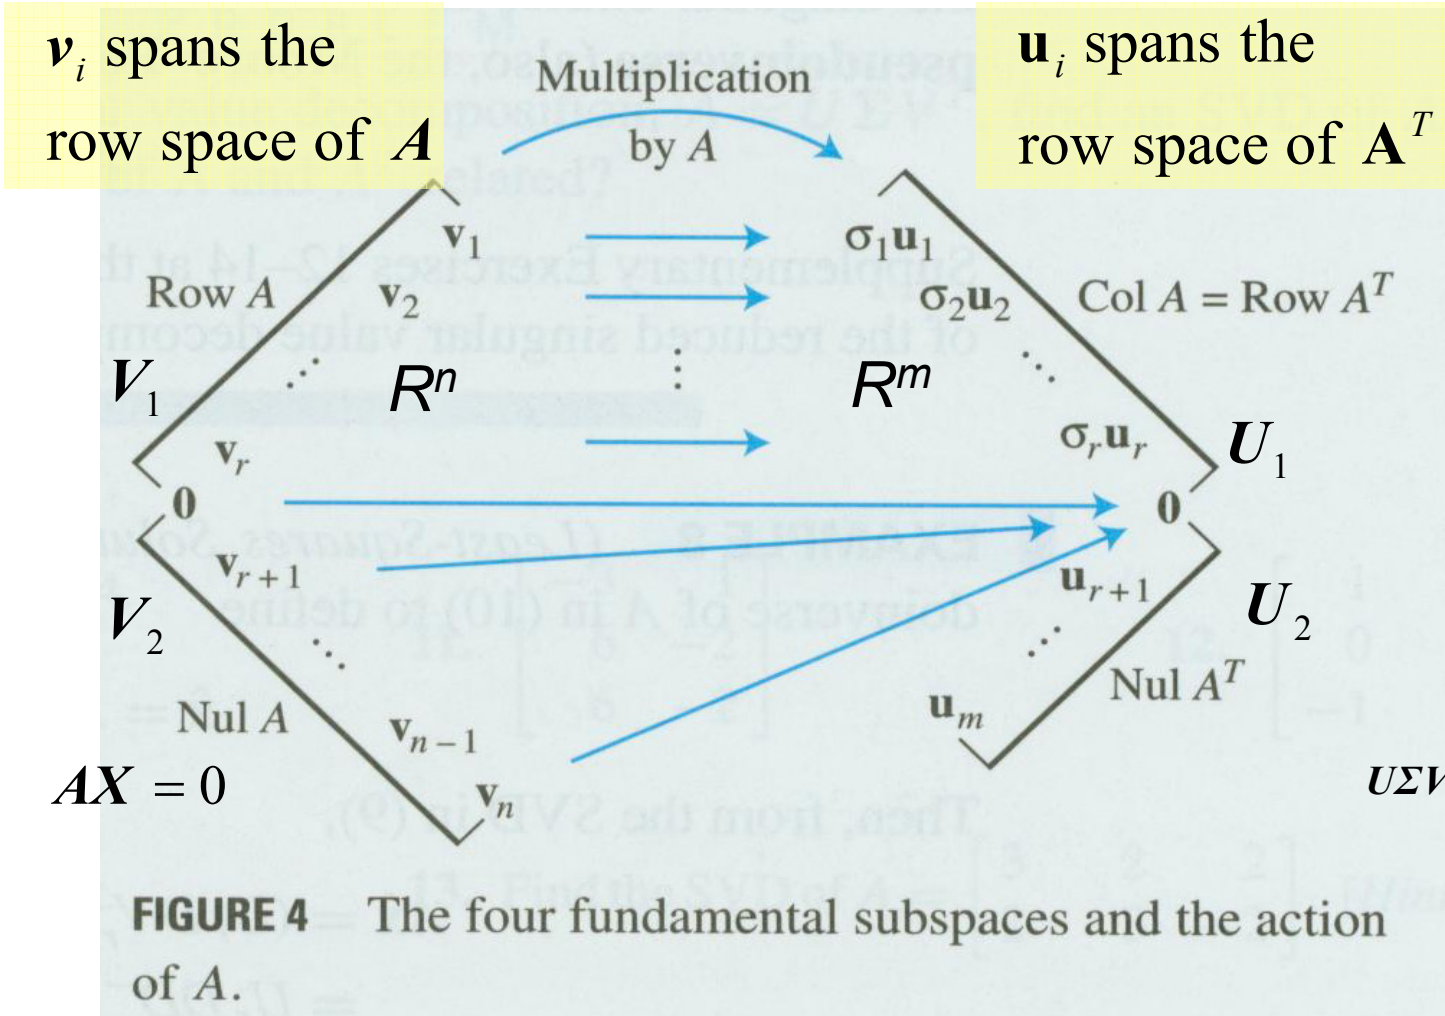 v_i spans the
row space of A
Multiplication
by A
u_i spans the
row space of A^T
v_1
σ_1u_1
Row A
v_2
σ_2u_2
Col A = Row A^T
V_1
⋱
R^n
⋮
R^m
⋱
v_r
σ_ru_r
U_1
0
0
v_{r+1}
u_{r+1}
V_2
U_2
⋱
⋱
Nul A^T
Nul A
v_{n-1}
u_m
AX = 0
v_n
UΣV
FIGURE 4 The four fundamental subspaces and the action
of A.